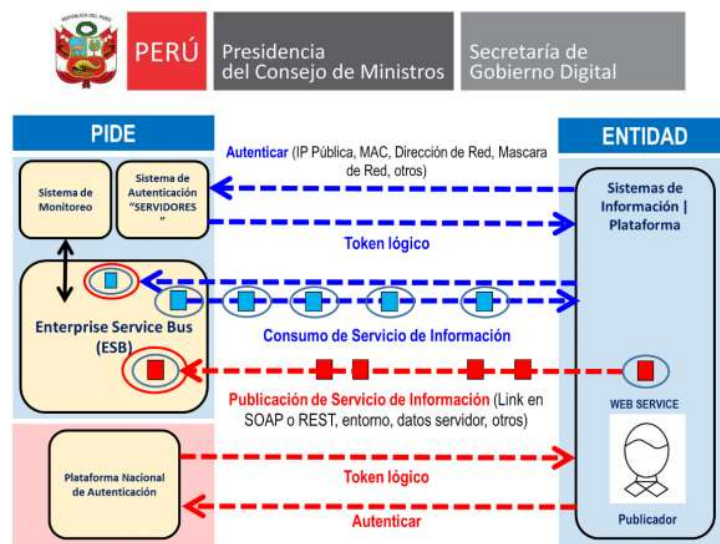 REPÚBLICA DEL PERÚ
PERÚ
Presidencia
del Consejo de Ministros
Secretaría de
Gobierno Digital
PIDE
ENTIDAD
Sistema de
Monitoreo
Sistema de
Autenticación
"SERVIDORES
"
Autenticar (IP Pública, MAC, Dirección de Red, Mascara
de Red, otros)
Token lógico
Sistemas de
Información |
Plataforma
Enterprise Service Bus
(ESB)
Consumo de Servicio de Información
Publicación de Servicio de Información (Link en
SOAP o REST, entorno, datos servidor, otros)
WEB SERVICE
Plataforma Nacional
de Autenticación
Token lógico
Autenticar
Publicador